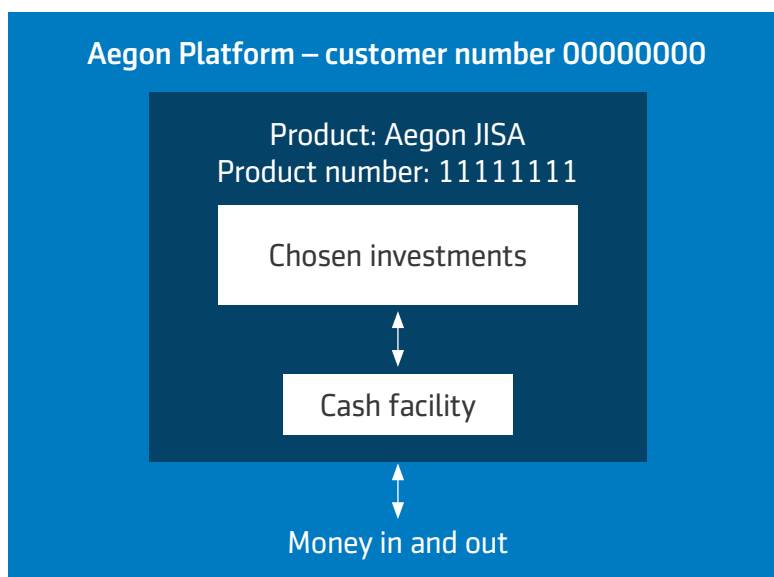 Aegon Platform – customer number 00000000
Product: Aegon JISA
Product number: 11111111
Chosen investments
Cash facility
Money in and out